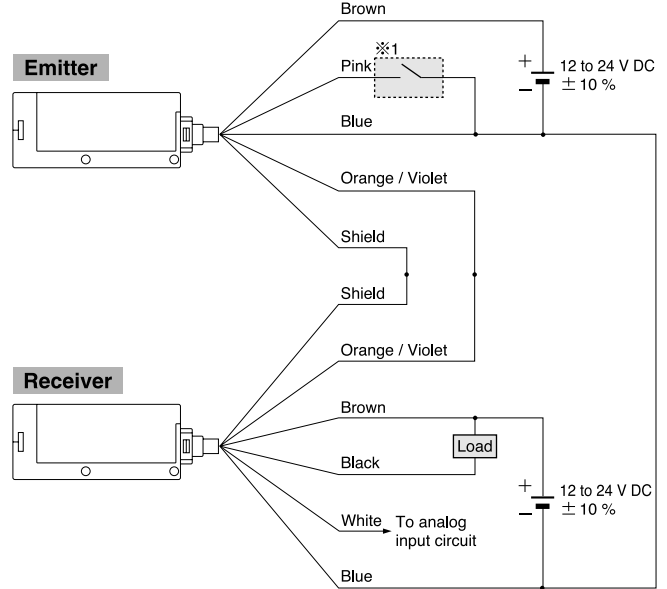 Brown
Emitter
※1
Pink
+
12 to 24 V DC
−
± 10 %
Blue
Orange / Violet
Shield
Shield
Orange / Violet
Receiver
Brown
Load
Black
+
12 to 24 V DC
−
± 10 %
White
To analog
input circuit
Blue